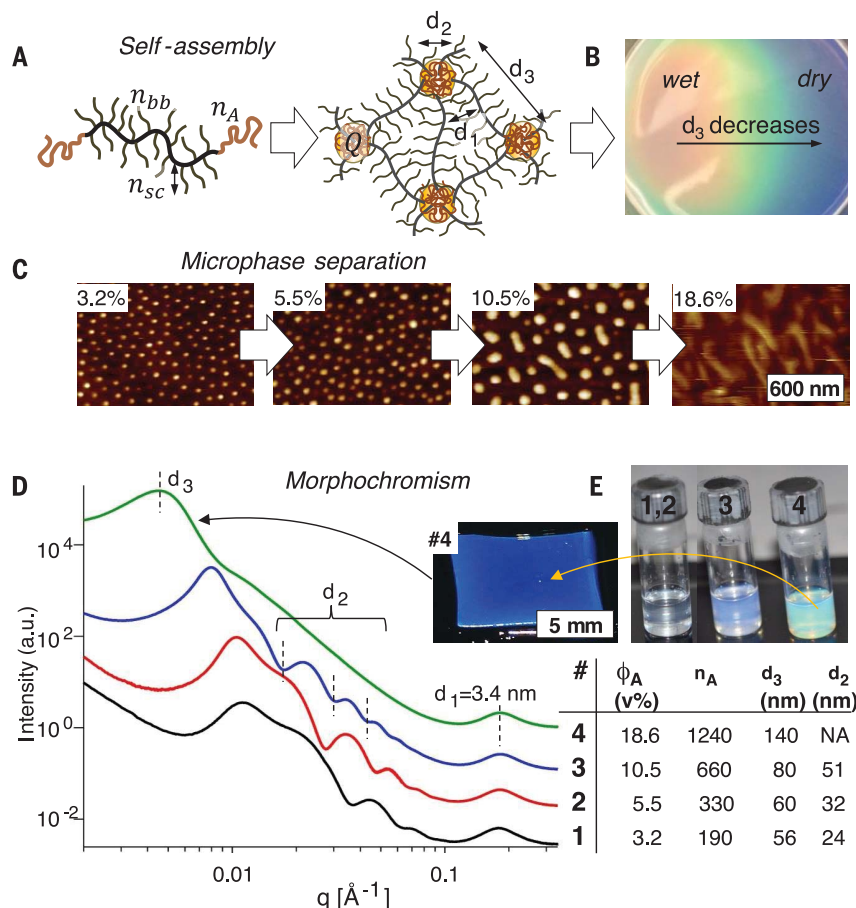 A
Self-assembly
n_bb
n_A
n_sc
Q
d_2
d_3
d_1
B
wet
dry
d_3 decreases
C
Microphase separation
3.2%
5.5%
10.5%
18.6%
600 nm
D
Morphochromism
d_3
d_2
d_1=3.4 nm
Intensity (a.u.)
10^4
10^2
10^0
10^-2
0.01
0.1
q [Å^-1]
#4
5 mm
E
1,2
3
4
# ϕ_A (v%) n_A d_3 (nm) d_2 (nm)
4 18.6 1240 140 NA
3 10.5 660 80 51
2 5.5 330 60 32
1 3.2 190 56 24